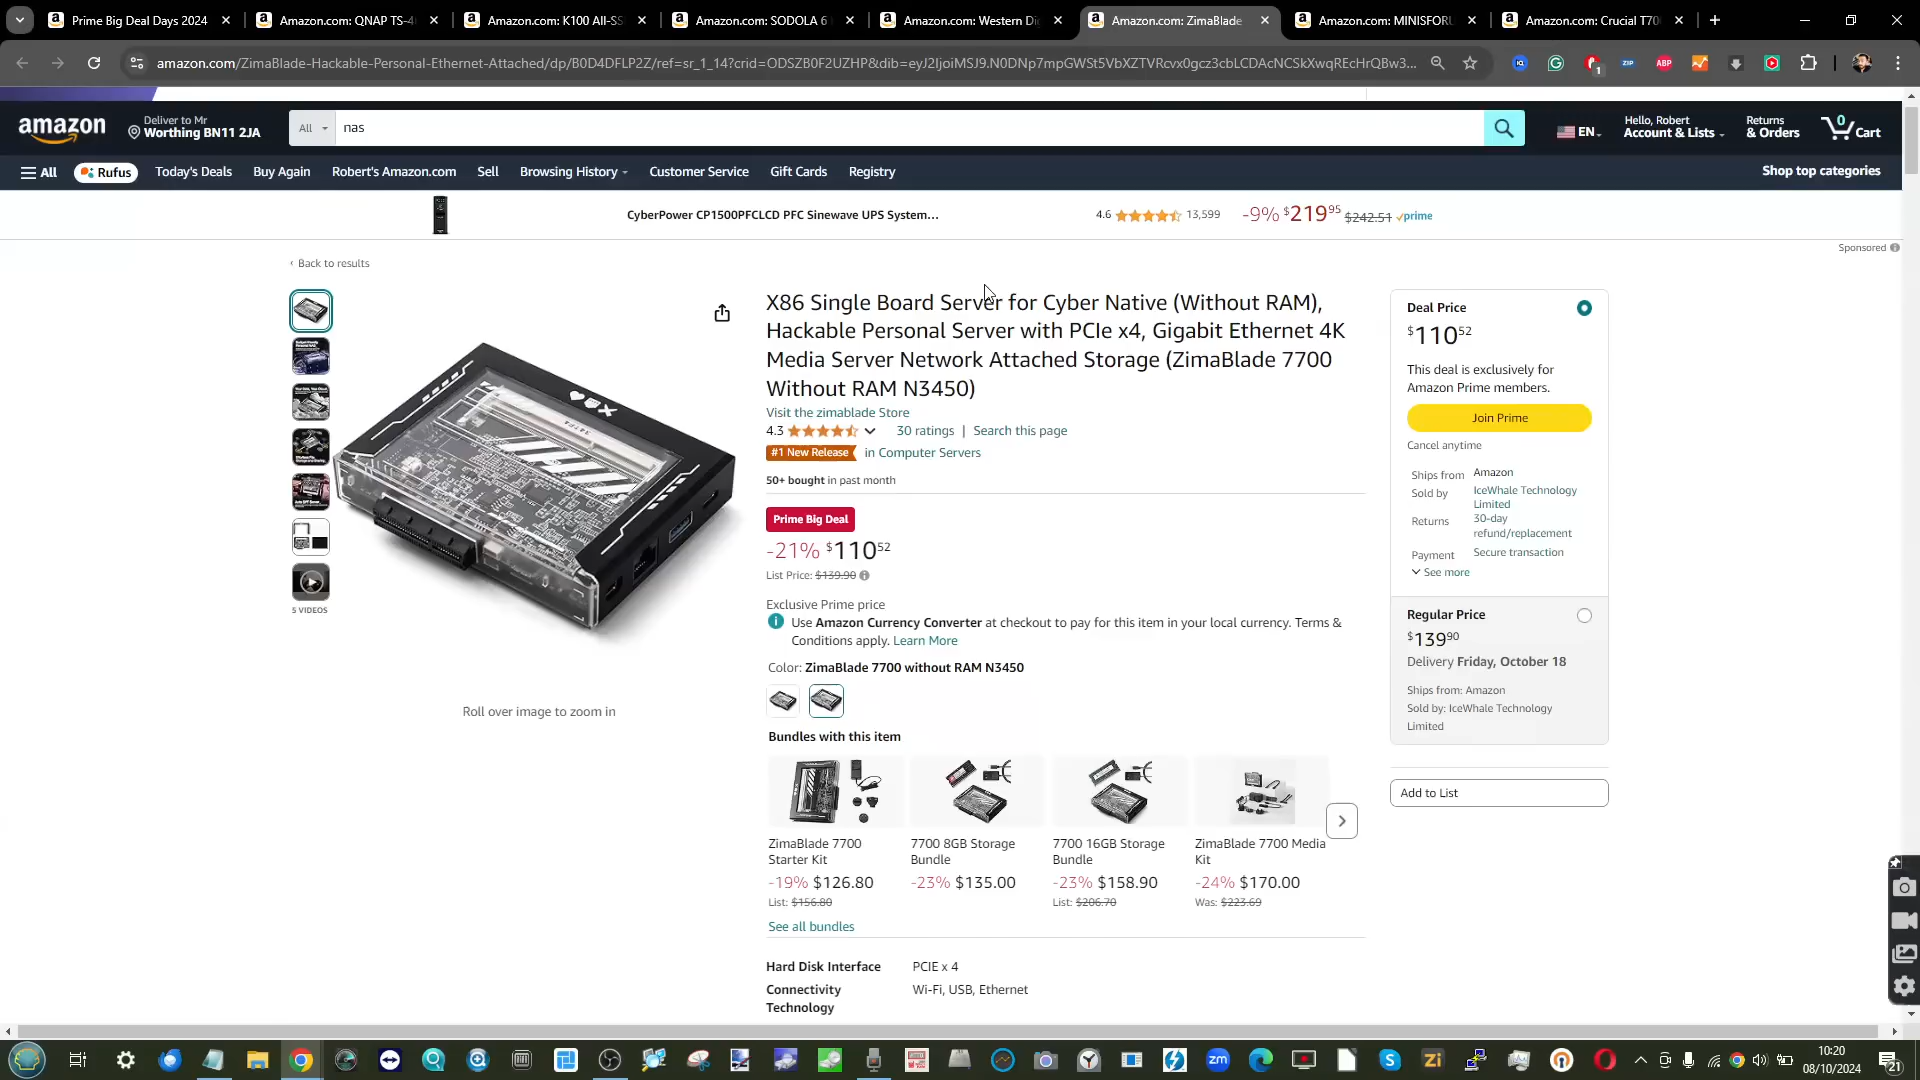 Prime Big Deal Days 2024
Amazon.com: QNAP TS-4
Amazon.com: K100 All-SS
Amazon.com: SODOLA 6
Amazon.com: Western Di
Amazon.com: ZimaBlade
Amazon.com: MINISFORU
Amazon.com: Crucial T70
amazon.com/ZimaBlade-Hackable-Personal-Ethernet-Attached/dp/B0D4DFLP2Z/ref=sr_1_14?crid=ODSZB0F2UZHP&dib=eyJ2IjoiMSJ9.N0DNp7mpGWSt5VbXZTVRcvx0gcz3cbLCDAcNCSkXwqREcHrQBw3...
amazon
Deliver to Mr
Worthing BN11 2JA
All
nas
EN
Hello, Robert
Account & Lists
Returns
& Orders
0
Cart
All
Rufus
Today's Deals
Buy Again
Robert's Amazon.com
Sell
Browsing History
Customer Service
Gift Cards
Registry
Shop top categories
CyberPower CP1500PFCLCD PFC Sinewave UPS System...
4.6
13,599
-9% $219.95 $242.51 prime
Sponsored
‹ Back to results
X86 Single Board Server for Cyber Native (Without RAM),
Hackable Personal Server with PCIe x4, Gigabit Ethernet 4K
Media Server Network Attached Storage (ZimaBlade 7700
Without RAM N3450)
Visit the zimablade Store
4.3
30 ratings | Search this page
#1 New Release in Computer Servers
50+ bought in past month
Prime Big Deal
-21% $110.52
List Price: $139.90
Exclusive Prime price
Use Amazon Currency Converter at checkout to pay for this item in your local currency. Terms &
Conditions apply. Learn More
Color: ZimaBlade 7700 without RAM N3450
5 VIDEOS
Roll over image to zoom in
Bundles with this item
ZimaBlade 7700
Starter Kit
-19% $126.80
List: $156.80
7700 8GB Storage
Bundle
-23% $135.00
7700 16GB Storage
Bundle
-23% $158.90
List: $206.70
ZimaBlade 7700 Media
Kit
-24% $170.00
Was: $223.69
See all bundles
Hard Disk Interface PCIE x 4
Connectivity Wi-Fi, USB, Ethernet
Technology
Deal Price
$110.52
This deal is exclusively for
Amazon Prime members.
Join Prime
Cancel anytime
Ships from Amazon
Sold by IceWhale Technology
Limited
Returns 30-day
refund/replacement
Payment Secure transaction
See more
Regular Price
$139.90
Delivery Friday, October 18
Ships from: Amazon
Sold by: IceWhale Technology
Limited
Add to List
10:20
08/10/2024
21